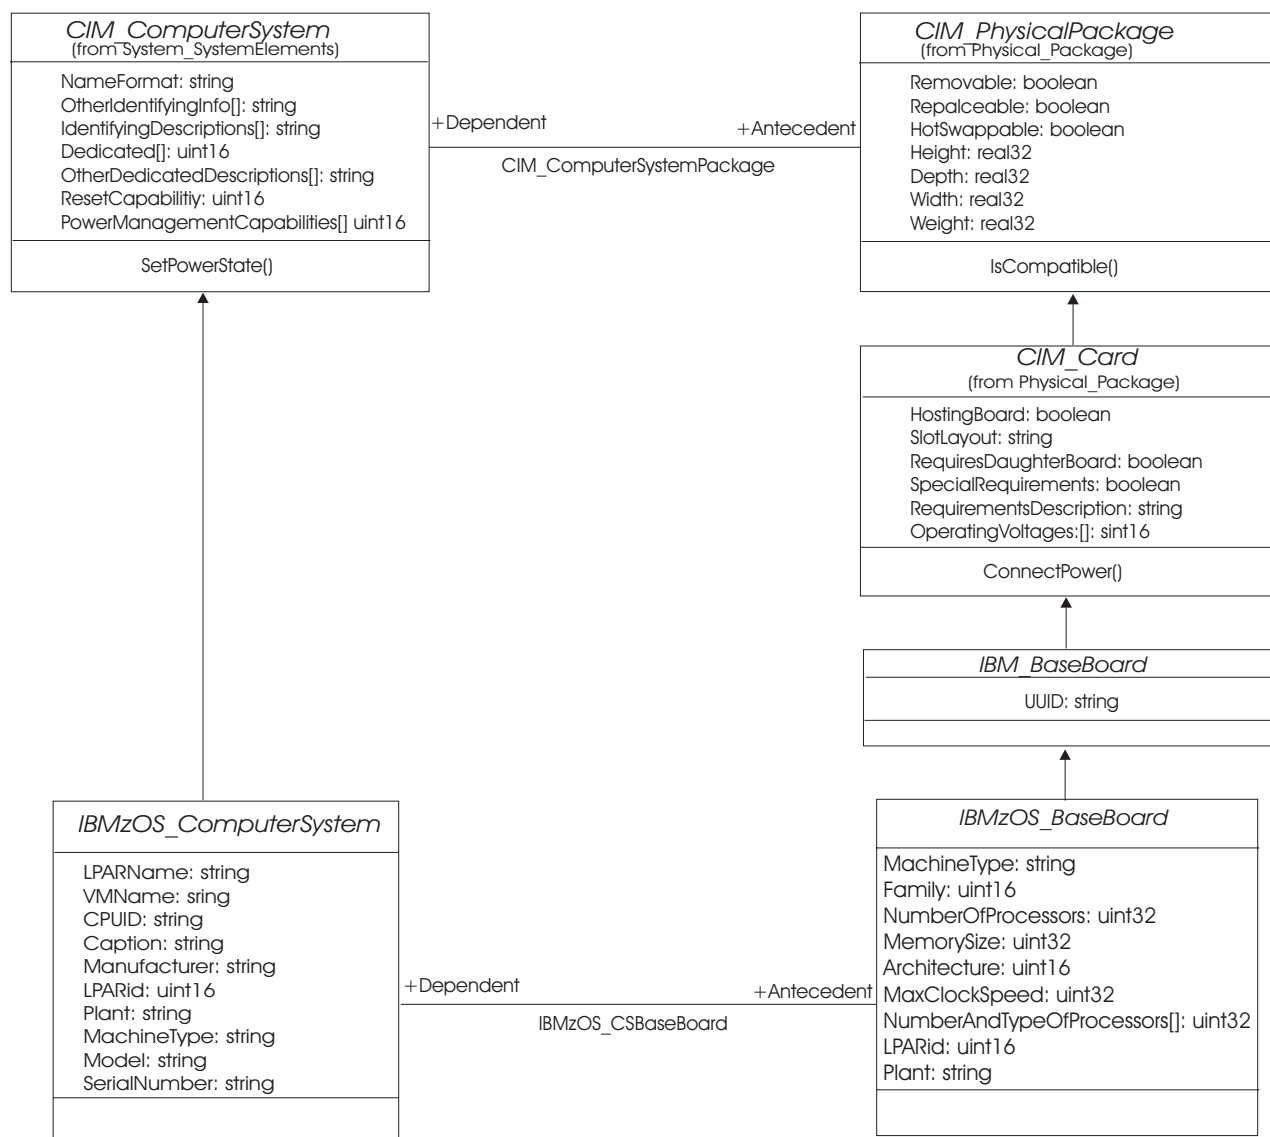 CIM_ComputerSystem
(from System_SystemElements)
NameFormat: string
OtherIdentifyingInfo[]: string
IdentifyingDescriptions[]: string
Dedicated[]: uint16
OtherDedicatedDescriptions[]: string
ResetCapabilitiy: uint16
PowerManagementCapabilities[] uint16
SetPowerState()
+Dependent
+Antecedent
CIM_ComputerSystemPackage
CIM_PhysicalPackage
(from Physical_Package)
Removable: boolean
Repalceable: boolean
HotSwappable: boolean
Height: real32
Depth: real32
Width: real32
Weight: real32
IsCompatible()
CIM_Card
(from Physical_Package)
HostingBoard: boolean
SlotLayout: string
RequiresDaughterBoard: boolean
SpecialRequirements: boolean
RequirementsDescription: string
OperatingVoltages:[]: sint16
ConnectPower()
IBM_BaseBoard
UUID: string
IBMzOS_ComputerSystem
LPARName: string
VMName: sring
CPUID: string
Caption: string
Manufacturer: string
LPARid: uint16
Plant: string
MachineType: string
Model: string
SerialNumber: string
+Dependent
+Antecedent
IBMzOS_CSBaseBoard
IBMzOS_BaseBoard
MachineType: string
Family: uint16
NumberOfProcessors: uint32
MemorySize: uint32
Architecture: uint16
MaxClockSpeed: uint32
NumberAndTypeOfProcessors[]: uint32
LPARid: uint16
Plant: string